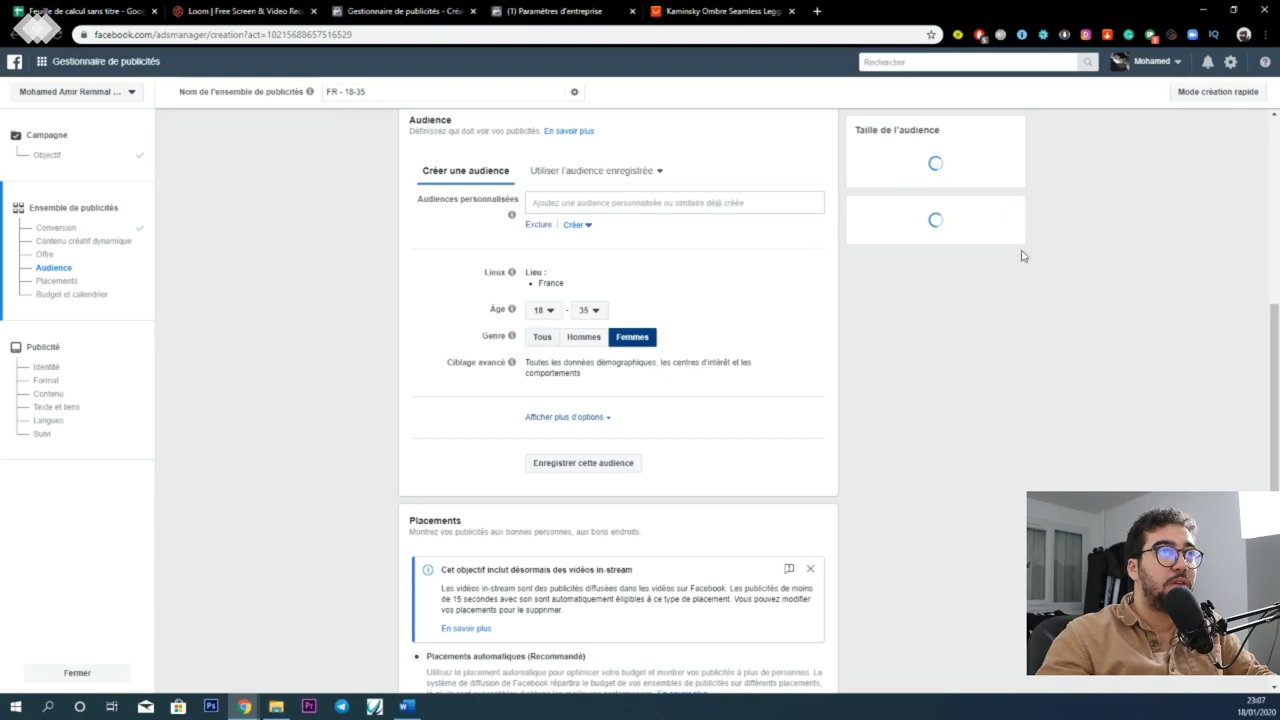 Feuille de calcul sans titre - Goog
Loom | Free Screen & Video Rec
Gestionnaire de publicités - Créa
(1) Paramètres d'entreprise
Kaminsky Ombre Seamless Legg
facebook.com/adsmanager/creation?act=10215688657516529
Gestionnaire de publicités
Rechercher
Mohamed
Mohamed Amir Remmal ...
Nom de l'ensemble de publicités
FR - 18-35
Mode création rapide
Campagne
Objectif
Ensemble de publicités
Conversion
Contenu créatif dynamique
Offre
Audience
Placements
Budget et calendrier
Publicité
Identité
Format
Contenu
Texte et liens
Langues
Suivi
Fermer
Audience
Définissez qui doit voir vos publicités. En savoir plus
Créer une audience
Utiliser l'audience enregistrée
Audiences personnalisées
Ajoutez une audience personnalisée ou similaire déjà créée
Exclure | Créer
Lieux
Lieu :
• France
Âge
18 - 35
Genre
Tous Hommes Femmes
Ciblage avancé
Toutes les données démographiques, les centres d'intérêt et les
comportements
Afficher plus d'options
Enregistrer cette audience
Taille de l'audience
Placements
Montrez vos publicités aux bonnes personnes, aux bons endroits.
Cet objectif inclut désormais des vidéos in-stream
Les vidéos in-stream sont des publicités diffusées dans les vidéos sur Facebook. Les publicités de moins
de 15 secondes avec son sont automatiquement éligibles à ce type de placement. Vous pouvez modifier
vos placements pour le supprimer.
En savoir plus
Placements automatiques (Recommandé)
Utilisez le placement automatique pour optimiser votre budget et montrer vos publicités à plus de personnes. Le
système de diffusion de Facebook répartira le budget de vos ensembles de publicités sur différents placements,
23:07
18/01/2020